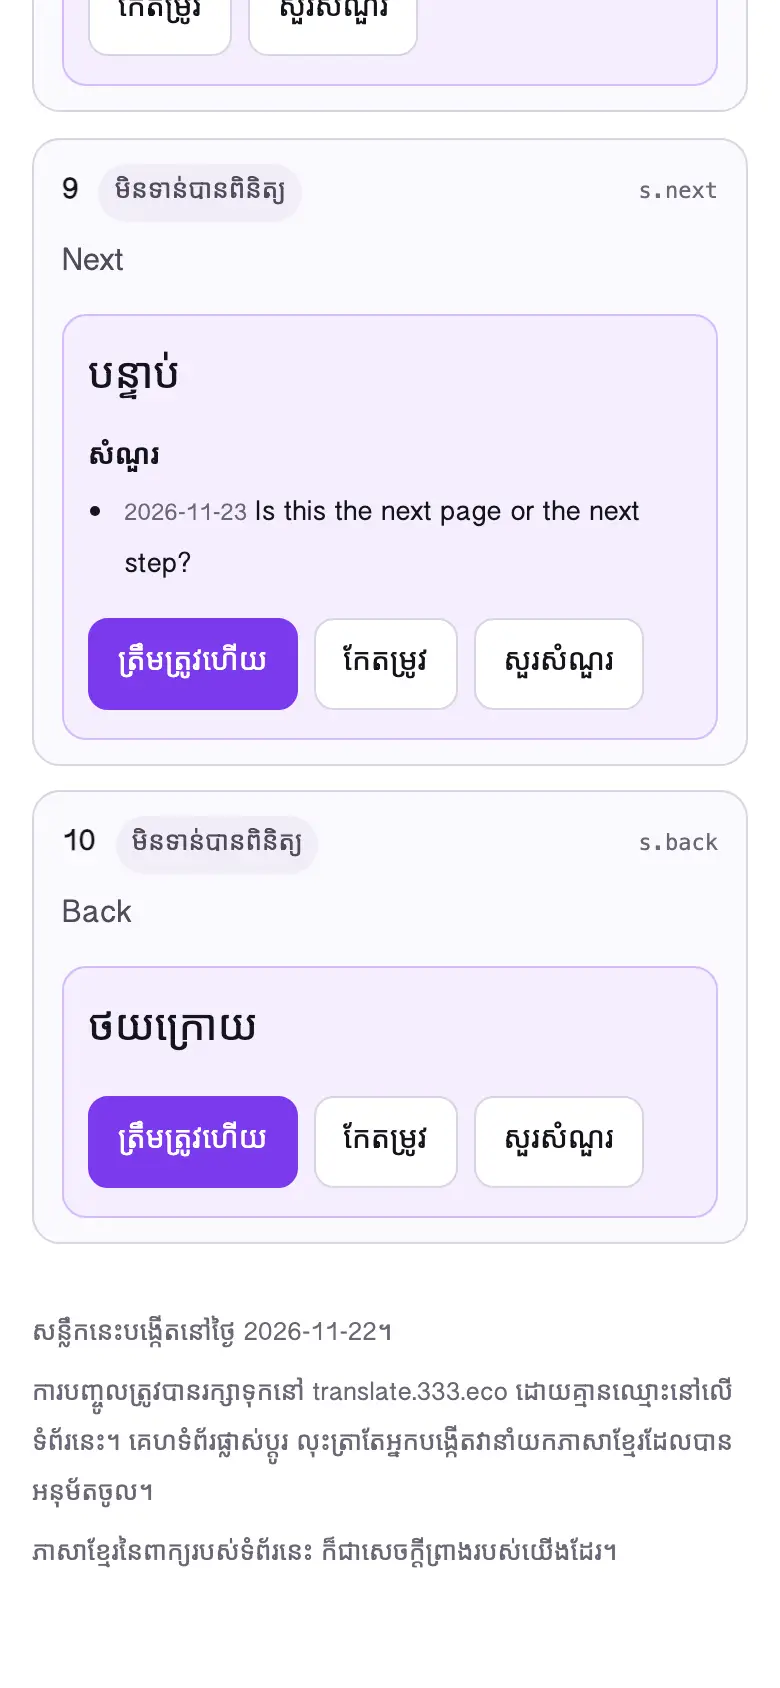 កែតម្រូវ
សួរសំណួរ
9 មិនទាន់បានពិនិត្យ s.next
Next
បន្ទាប់
សំណួរ
• 2026-11-23 Is this the next page or the next
step?
ត្រឹមត្រូវហើយ កែតម្រូវ សួរសំណួរ
10 មិនទាន់បានពិនិត្យ s.back
Back
ថយក្រោយ
ត្រឹមត្រូវហើយ កែតម្រូវ សួរសំណួរ
សន្លឹកនេះបង្កើតនៅថ្ងៃ 2026-11-22។
ការបញ្ចូលត្រូវបានរក្សាទុកនៅ translate.333.eco ដោយគ្មានឈ្មោះនៅលើ
ទំព័រនេះ។ គេហទំព័រផ្លាស់ប្តូរ លុះត្រាតែអ្នកបង្កើតវានាំយកភាសាខ្មែរដែលបាន
អនុម័តចូល។
ភាសាខ្មែរនៃពាក្យរបស់ទំព័រនេះ ក៏ជាសេចក្តីព្រាងរបស់យើងដែរ។